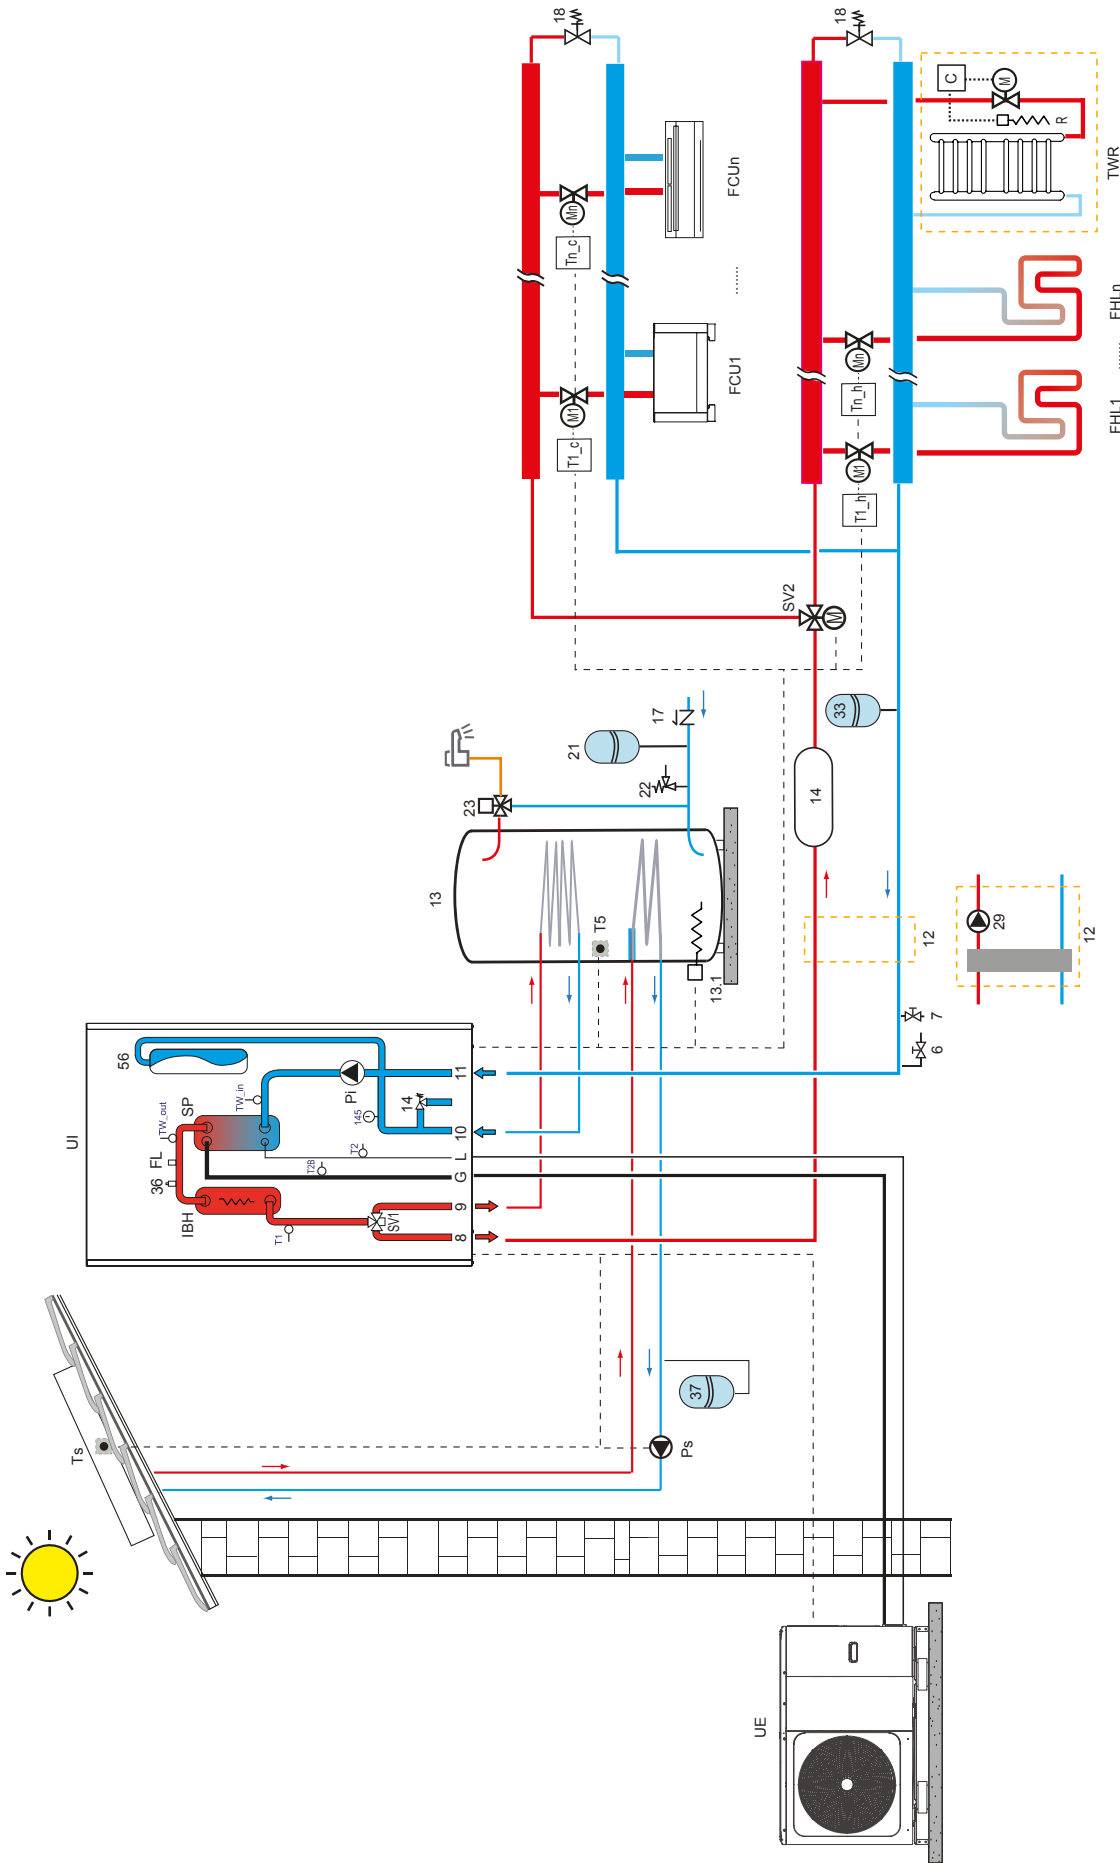 Ts
UI
56
SP
TW_out
TW_in
FL
36
IBH
T1
T2B
T2
145
Pi
14
SV1
8
9
G
L
10
11
13
T5
13.1
23
22
21
17
37
Ps
UE
12
7
6
29
12
14
33
SV2
18
T1_c
M1
Tn_c
Mn
FCU1
........
FCUn
18
T1_h
M1
Tn_h
Mn
M
FHL1
........
FHLn
C
M
R
TWR